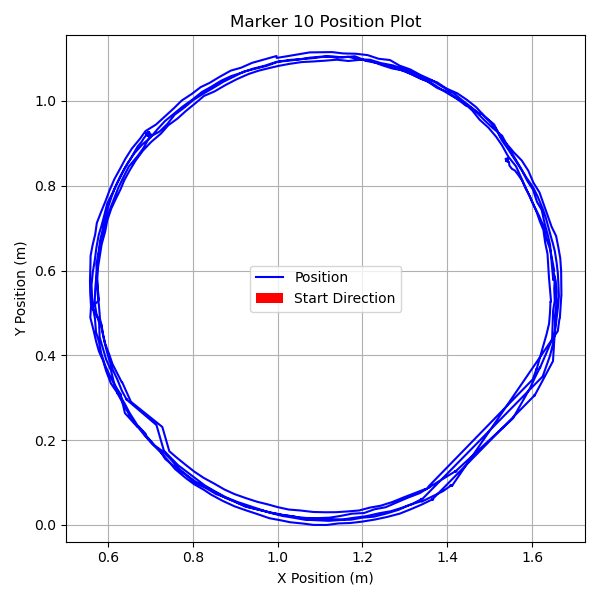 Marker 10 Position Plot
Y Position (m)
1.0
0.8
0.6
0.4
0.2
0.0
Position
Start Direction
0.6 0.8 1.0 1.2 1.4 1.6
X Position (m)